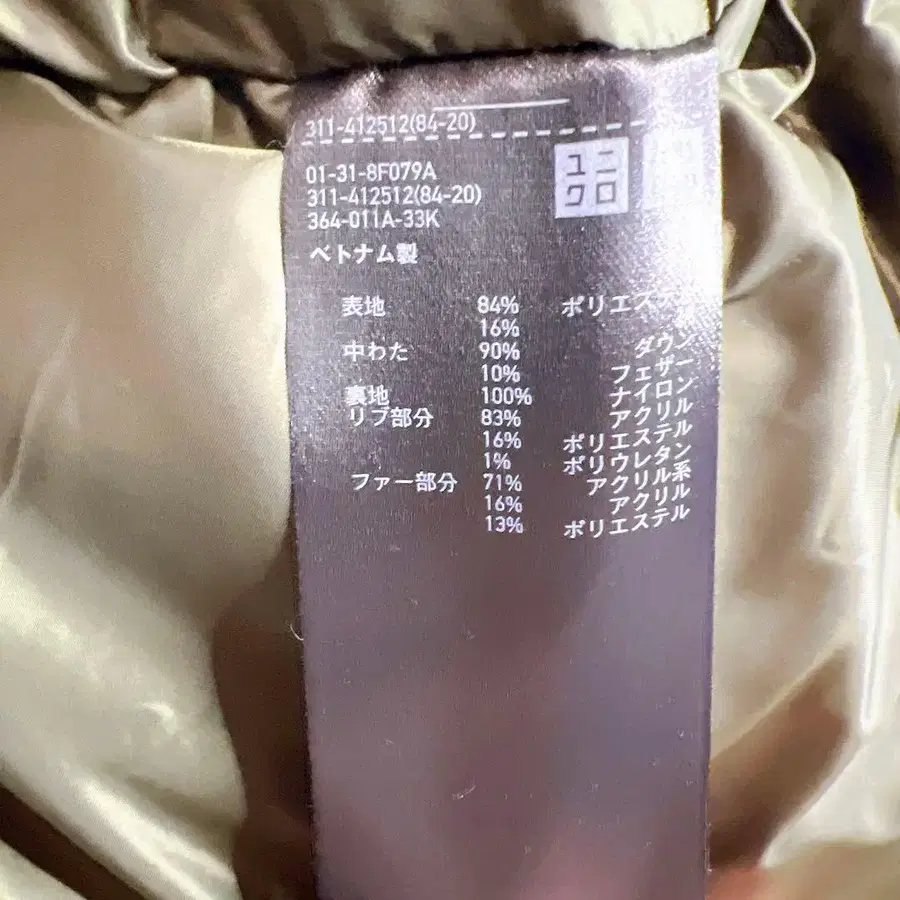 311-412512(84-20)
01-31-8F079A
311-412512(84-20)
364-011A-33K
ユニ
クロ
ベトナム製
表地 84% ポリエス
16%
中わた 90% ダウン
10% フェザー
裏地 100% ナイロン
リブ部分 83% アクリル
16% ポリエステル
1% ポリウレタン
ファー部分 71% アクリル系
16% アクリル
13% ポリエステル